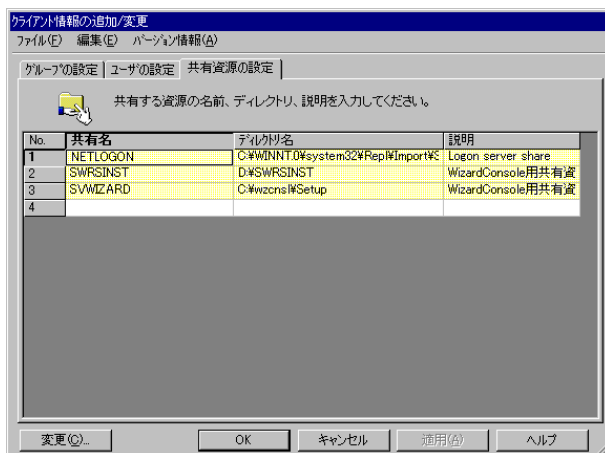 クライアント情報の追加/変更
ファイル(F) 編集(E) バージョン情報(A)
グループの設定 ユーザの設定 共有資源の設定
共有する資源の名前、ディレクトリ、説明を入力してください。
No. 共有名 ディレクトリ名 説明
1 NETLOGON C:¥WINNT.0¥system32¥Repl¥Import¥S Logon server share
2 SWRSINST D:¥SWRSINST WizardConsole用共有資
3 SVWIZARD C:¥wzcnsl¥Setup WizardConsole用共有資
4
変更(C)... OK キャンセル 適用(A) ヘルプ